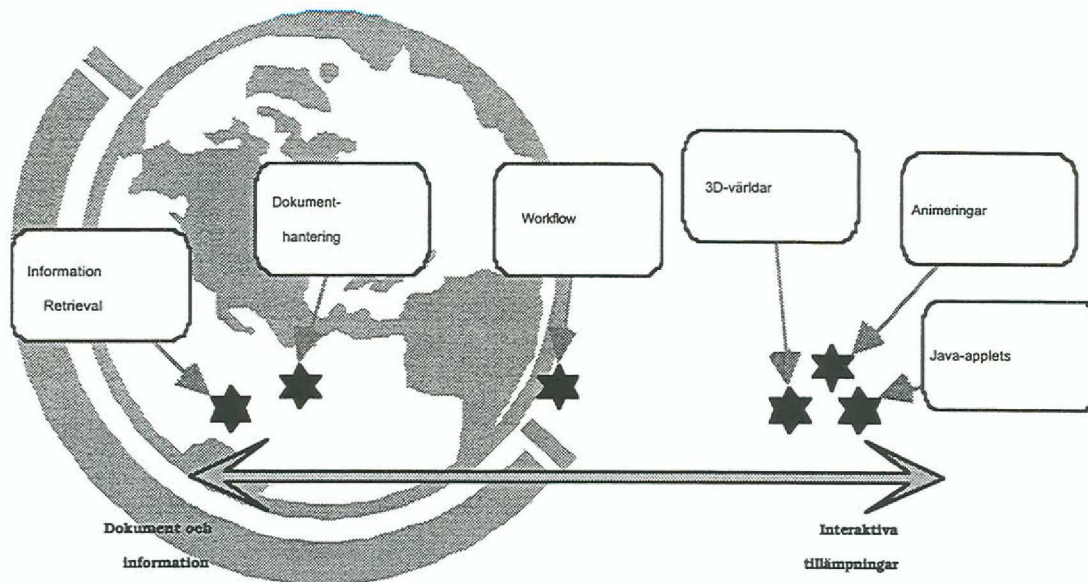 3D-världar
Animeringar
Dokument-
hantering
Workflow
Information
Retrieval
Java-applets
Dokument och
information
Interaktiva
tillämpningar